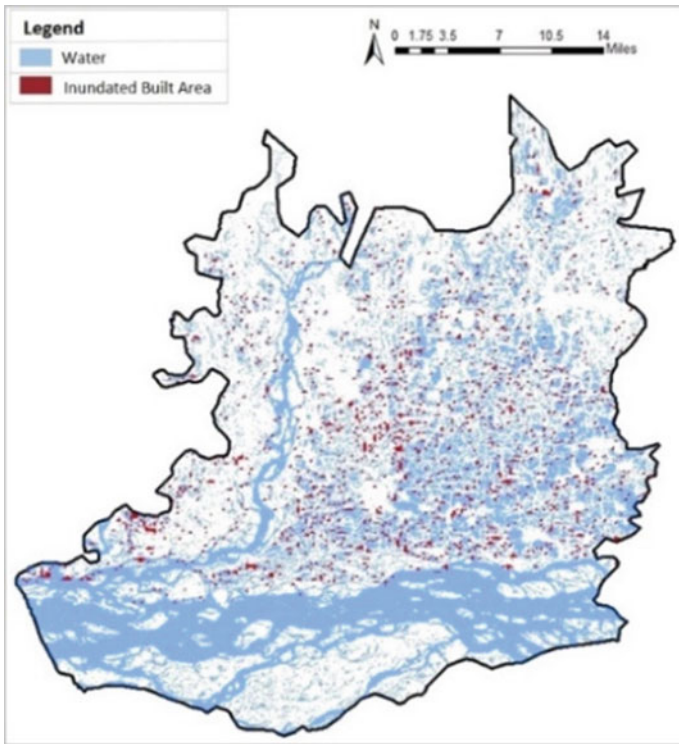 Legend
Water
Inundated Built Area
N
0 1.75 3.5 7 10.5 14
Miles